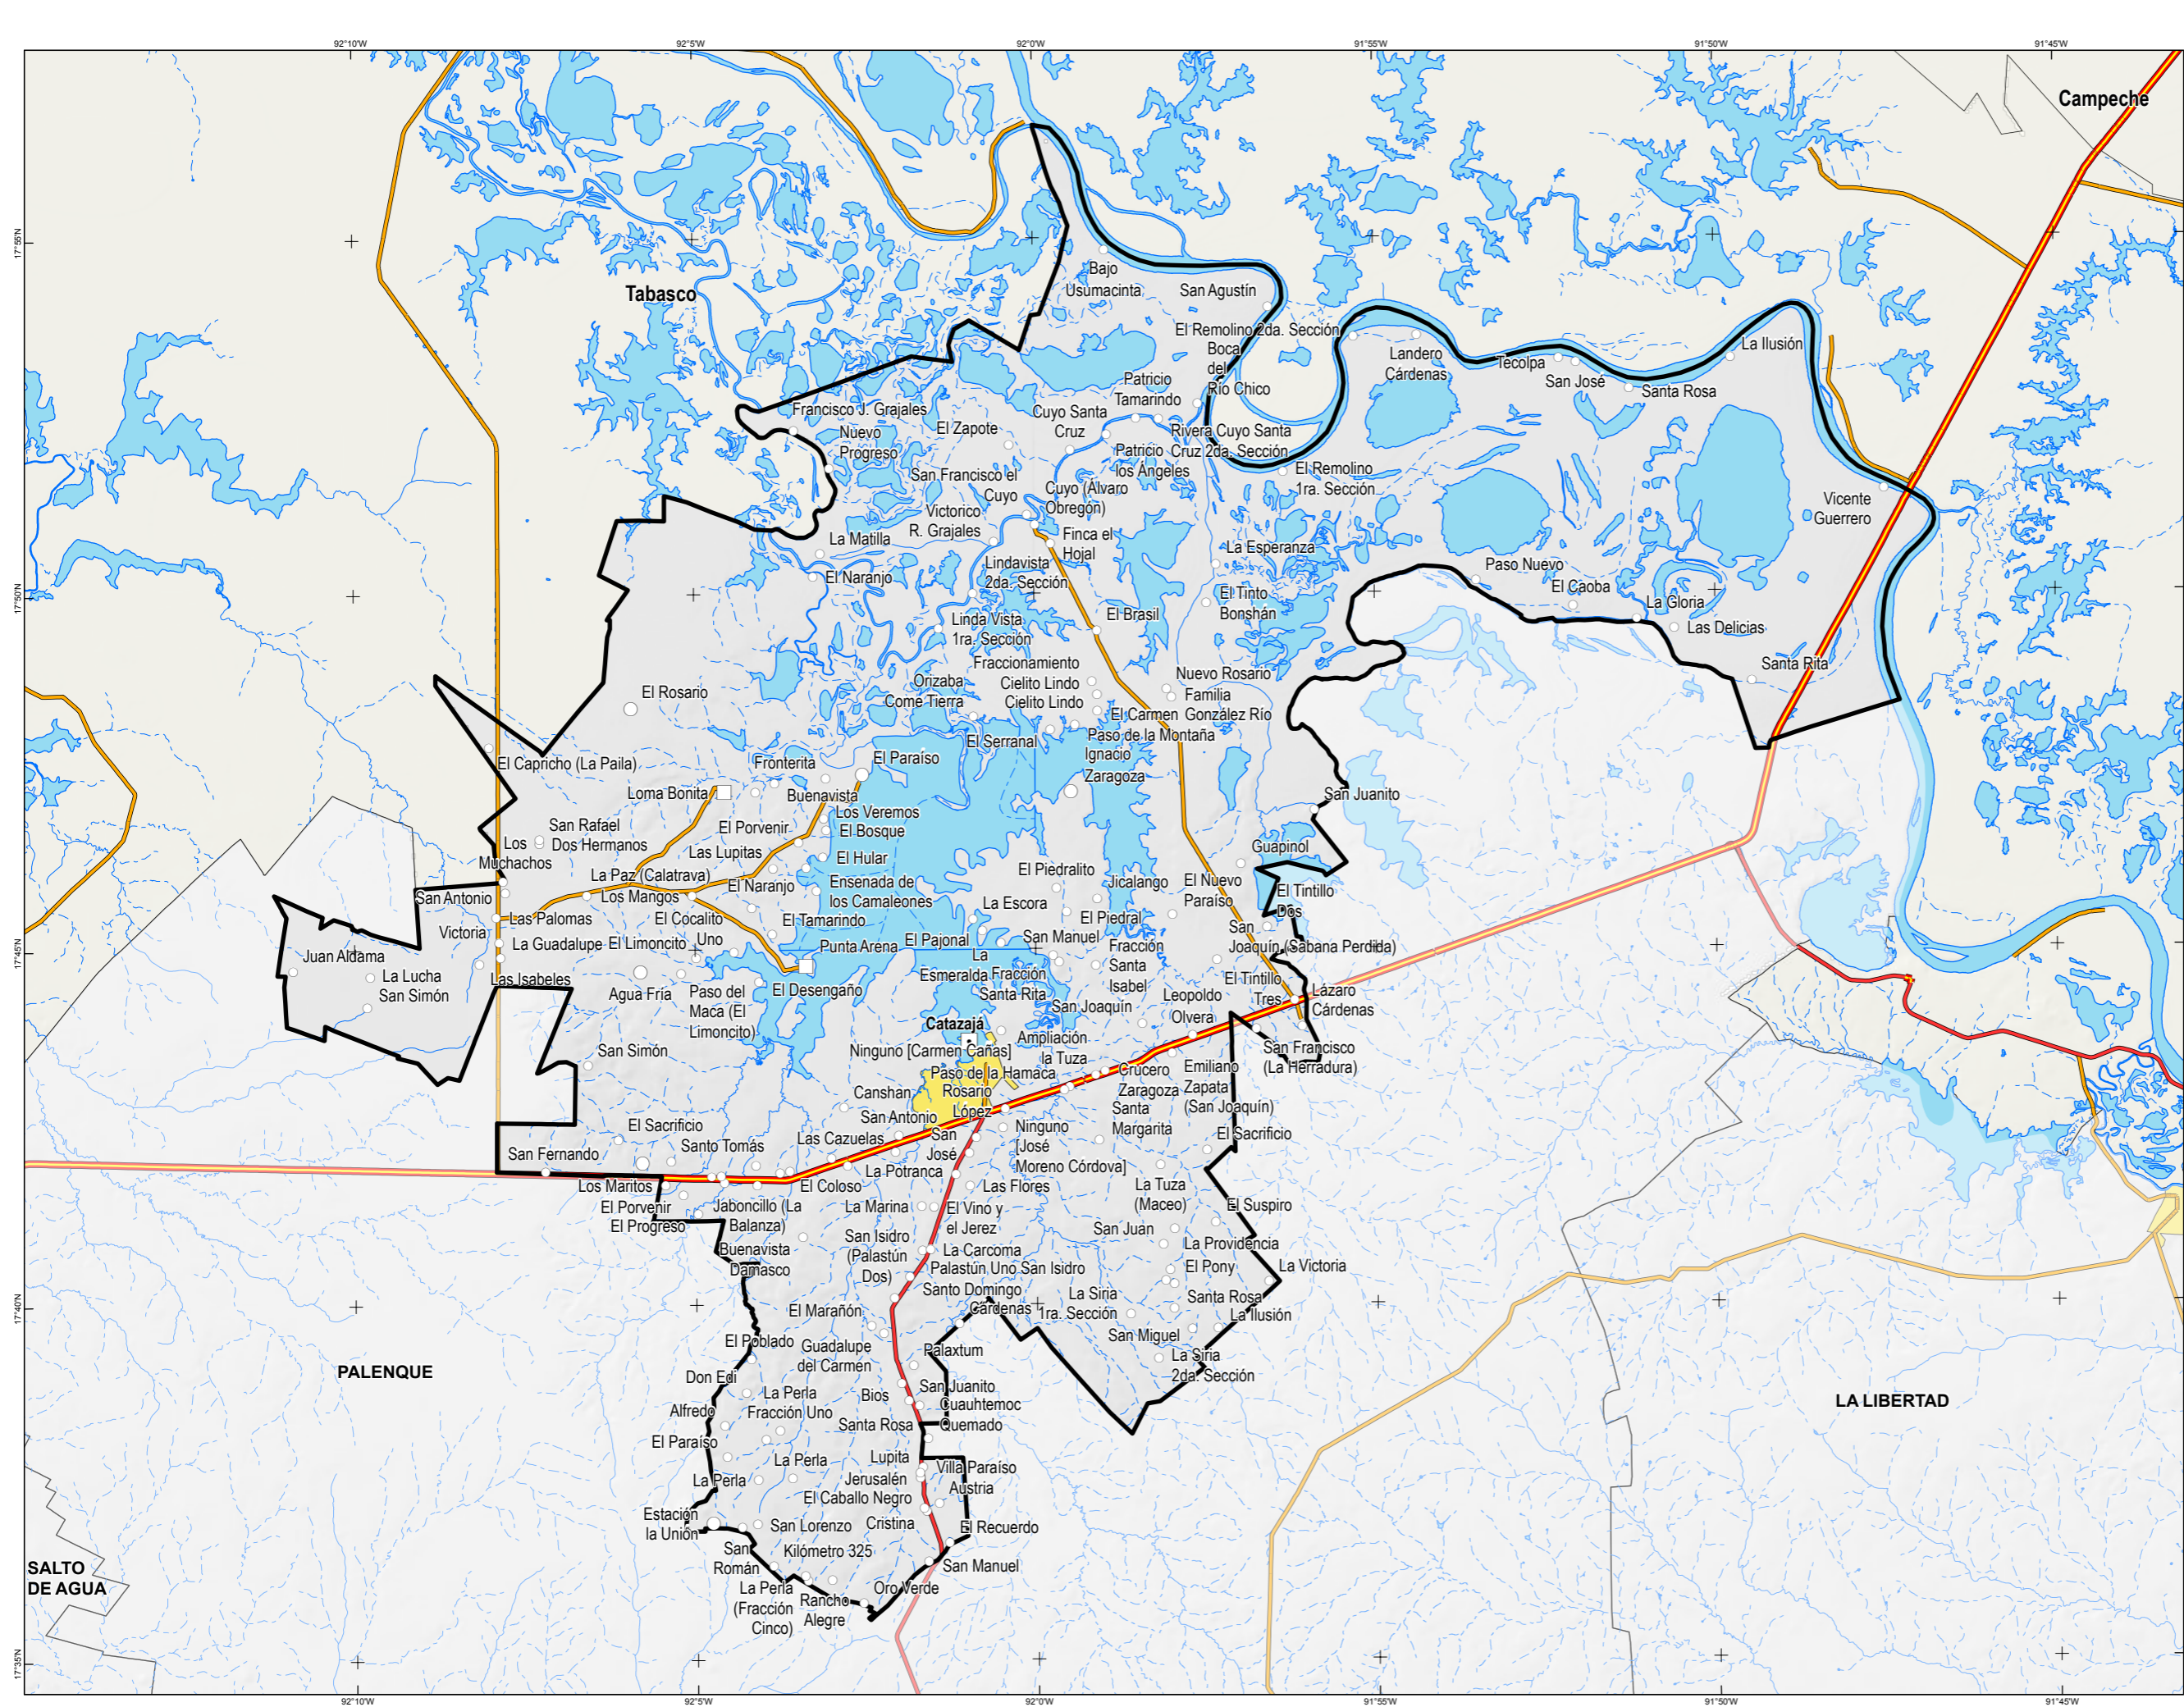 92°10'W
92°5'W
92°0'W
91°55'W
91°50'W
91°45'W
Campeche
17°55'N
Tabasco
Bajo
Usumacinta
San Agustín
El Remolino 2da. Sección
Boca
del
Río Chico
Landero
Cárdenas
Tecolpa
San José
La Ilusión
Santa Rosa
Patricio
Tamarindo
Francisco J. Grajales
Nuevo
Progreso
El Zapote
Cuyo Santa
Cruz
Rivera Cuyo Santa
Cruz 2da. Sección
Patricio
los Angeles
El Remolino
1ra. Sección
San Francisco el
Cuyo
Cuyo (Álvaro
Obregón)
Victorico
R. Grajales
Finca el
Hojal
Vicente
Guerrero
La Matilla
El Naranjo
Lindavista
2da. Sección
La Esperanza
Paso Nuevo
El Caoba
17°50'N
El Tinto
Bonshán
La Gloria
Las Delicias
El Brasil
Linda Vista
1ra. Sección
Santa Rita
Fraccionamiento
Cielito Lindo
Cielito Lindo
Nuevo Rosario
Familia
González Río
Orizaba
Come Tierra
El Rosario
El Carmen
Paso de la Montaña
El Serranal
Ignacio
Zaragoza
El Capricho (La Paila)
Fronterita
El Paraíso
Loma Bonita
Buenavista
San Juanito
Los Veremos
El Bosque
El Porvenir
San Rafael
Dos Hermanos
Los
Muchachos
Las Lupitas
El Hular
Guapinol
La Paz (Calatrava)
El Naranjo
Ensenada de
los Camaleones
El Piedralito
Jicalango
El Nuevo
Paraíso
El Tintillo
Dos
San Antonio
Los Mangos
Las Palomas
El Cocalito
Uno
El Tamarindo
La Escora
El Piedral
San
Joaquín (Sabana Perdida)
Victoria
La Guadalupe
El Limoncito
Punta Arena
El Pajonal
San Manuel
Fracción
Santa
Isabel
17°45'N
Juan Aldama
La Lucha
San Simón
Las Isabeles
Agua Fría
Paso del
Maca (El
Limoncito)
El Desengaño
La
Esmeralda
Fracción
Santa Rita
San Joaquín
Leopoldo
Olvera
El Tintillo
Tres
Lázaro
Cárdenas
Catazajá
Ampliación
la Tuza
San Simón
Ninguno [Carmen Cañas]
Paso de la Hamaca
San Francisco
(La Herradura)
Crucero
Zaragoza
Emiliano
Zapata
(San Joaquín)
Canshán
Rosario
López
Santa
Margarita
San Antonio
El Sacrificio
Santo Tomás
Las Cazuelas
San
José
Ninguno
[José
Moreno Córdova]
El Sacrificio
San Fernando
La Potranca
Los Maritos
El Coloso
Las Flores
La Tuza
(Maceo)
El Porvenir
El Progreso
Jaboncillo (La
Balanza)
La Marina
El Vino y
el Jerez
El Suspiro
San Juan
Buenavista
Damasco
San Isidro
(Palastún
Dos)
La Carcoma
Palastún Uno San Isidro
La Providencia
El Pony
La Victoria
Santo Domingo
Cárdenas
La Siria
1ra. Sección
Santa Rosa
La Ilusión
17°40'N
El Marañón
El Poblado
Guadalupe
del Carmen
Palaxtum
San Miguel
La Siria
2da. Sección
PALENQUE
LA LIBERTAD
Don Edi
La Perla
Fracción Uno
Bios
San Juanito
Cuauhtemoc
Quemado
Alfredo
Santa Rosa
El Paraíso
La Perla
Lupita
Villa Paraíso
La Perla
Jerusalén
Austria
El Caballo Negro
Estación
la Unión
San Lorenzo
Cristina
El Recuerdo
San
Román
Kilómetro 325
San Manuel
SALTO
DE AGUA
La Perla
(Fracción
Cinco)
Rancho
Alegre
Oro Verde
17°35'N
92°10'W
92°5'W
92°0'W
91°55'W
91°50'W
91°45'W